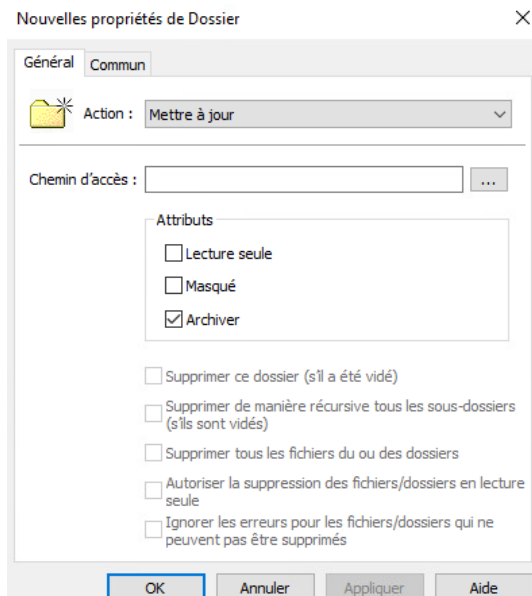 Nouvelles propriétés de Dossier
Général Commun
Action : Mettre à jour
Chemin d'accès : ...
Attributs
Lecture seule
Masqué
Archiver
Supprimer ce dossier (s'il a été vidé)
Supprimer de manière récursive tous les sous-dossiers
(s'ils sont vidés)
Supprimer tous les fichiers du ou des dossiers
Autoriser la suppression des fichiers/dossiers en lecture
seule
Ignorer les erreurs pour les fichiers/dossiers qui ne
peuvent pas être supprimés
OK Annuler Appliquer Aide